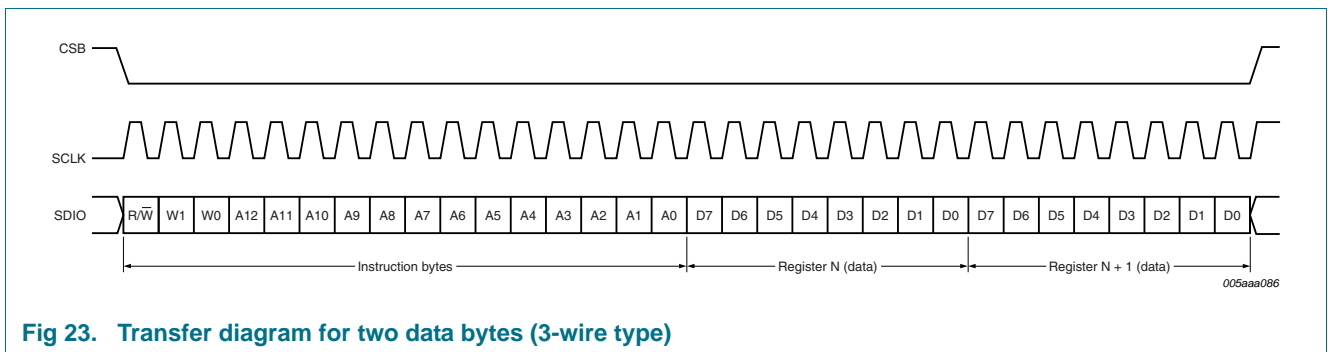 CSB
SCLK
SDIO R/W̅ W1 W0 A12 A11 A10 A9 A8 A7 A6 A5 A4 A3 A2 A1 A0 D7 D6 D5 D4 D3 D2 D1 D0 D7 D6 D5 D4 D3 D2 D1 D0
Instruction bytes Register N (data) Register N + 1 (data)
005aaa086
Fig 23. Transfer diagram for two data bytes (3-wire type)